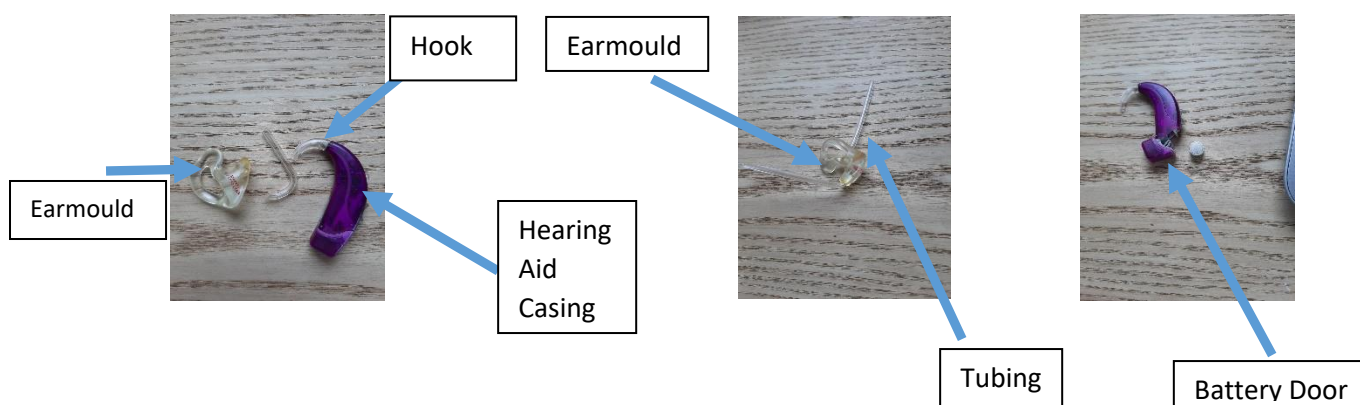 Hook
Earmould
Earmould
Hearing
Aid
Casing
Tubing
Battery Door